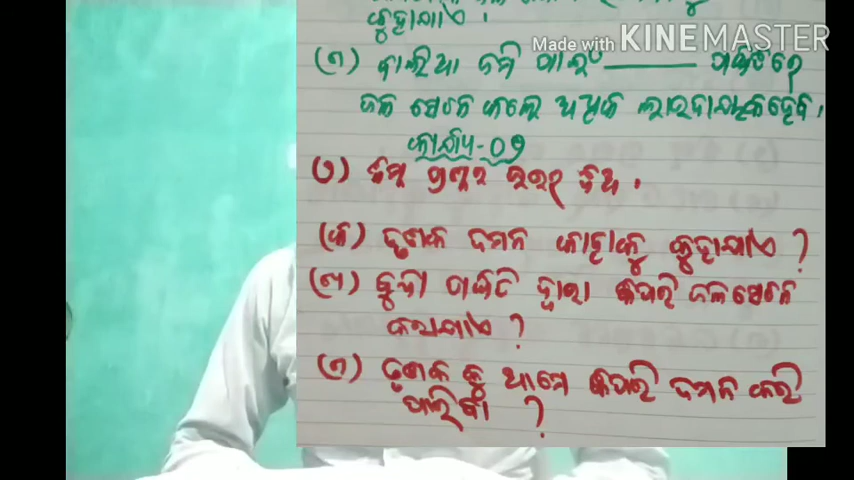 କୁହାଯାଏ ।
Made with KINEMASTER
(ଗ) ବାଲିଆ ଜମି ପାଇଁ ——— ପଦ୍ଧତିରେ
ଜଳ ସେଚନ କଲେ ଅଧିକ ଲାଭଦାୟକ ହେବ ।
କାର୍ଯ୍ୟ-୦୨
୨) ନିମ୍ନ ପ୍ରଶ୍ନର ଉତ୍ତର ଦିଅ ।
(କ) ତୃଣକ ଦମନ କାହାକୁ କୁହାଯାଏ ?
(ଖ) ବୁନ୍ଦା ପଦ୍ଧତି ଦ୍ୱାରା କିପରି ଜଳସେଚନ
କରାଯାଏ ?
(ଗ) ତୃଣକ କୁ ଆମେ କିପରି ଦମନ କରି
ପାରିବା ?